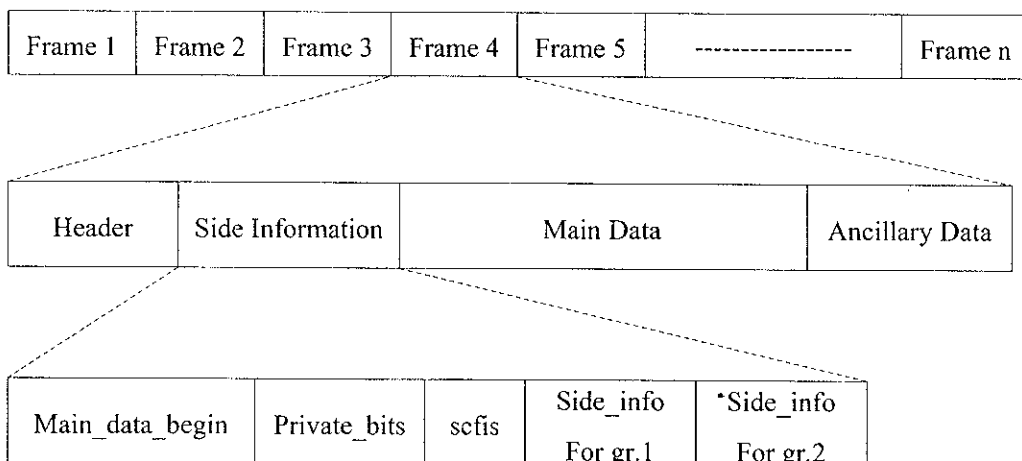 Frame 1 Frame 2 Frame 3 Frame 4 Frame 5 ---------------- Frame n
Header Side Information Main Data Ancillary Data
Main_data_begin Private_bits scfis Side_info For gr.1 Side_info For gr.2